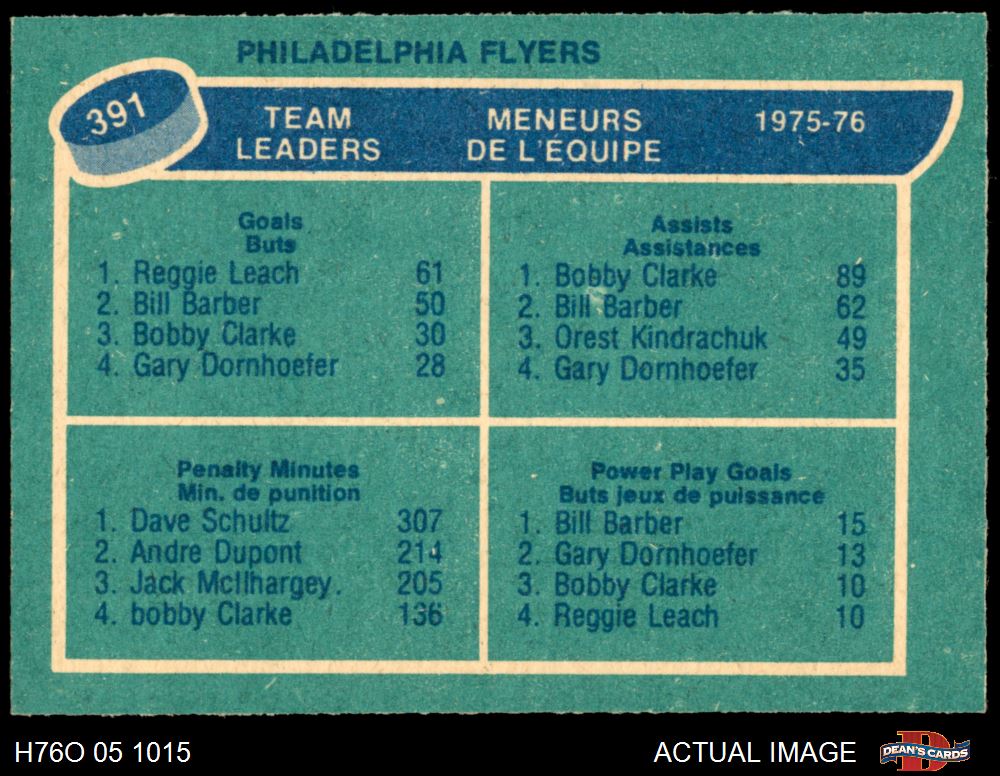 PHILADELPHIA FLYERS
391
TEAM LEADERS
MENEURS DE L'ÉQUIPE
1975-76
Goals
Buts
1. Reggie Leach 61
2. Bill Barber 50
3. Bobby Clarke 30
4. Gary Dornhoefer 28
Assists
Assistances
1. Bobby Clarke 89
2. Bill Barber 62
3. Orest Kindrachuk 49
4. Gary Dornhoefer 35
Penalty Minutes
Min. de punition
1. Dave Schultz 307
2. Andre Dupont 214
3. Jack McIlhargey. 205
4. bobby Clarke 136
Power Play Goals
Buts jeux de puissance
1. Bill Barber 15
2. Gary Dornhoefer 13
3. Bobby Clarke 10
4. Reggie Leach 10
H76O 05 1015
ACTUAL IMAGE
DEAN'S CARDS